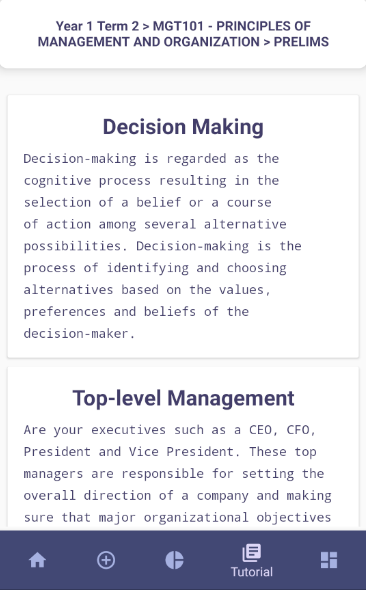 Year 1 Term 2 > MGT101 - PRINCIPLES OF
MANAGEMENT AND ORGANIZATION > PRELIMS
Decision Making
Decision-making is regarded as the
cognitive process resulting in the
selection of a belief or a course
of action among several alternative
possibilities. Decision-making is the
process of identifying and choosing
alternatives based on the values,
preferences and beliefs of the
decision-maker.
Top-level Management
Are your executives such as a CEO, CFO,
President and Vice President. These top
managers are responsible for setting the
overall direction of a company and making
sure that major organizational objectives
Tutorial